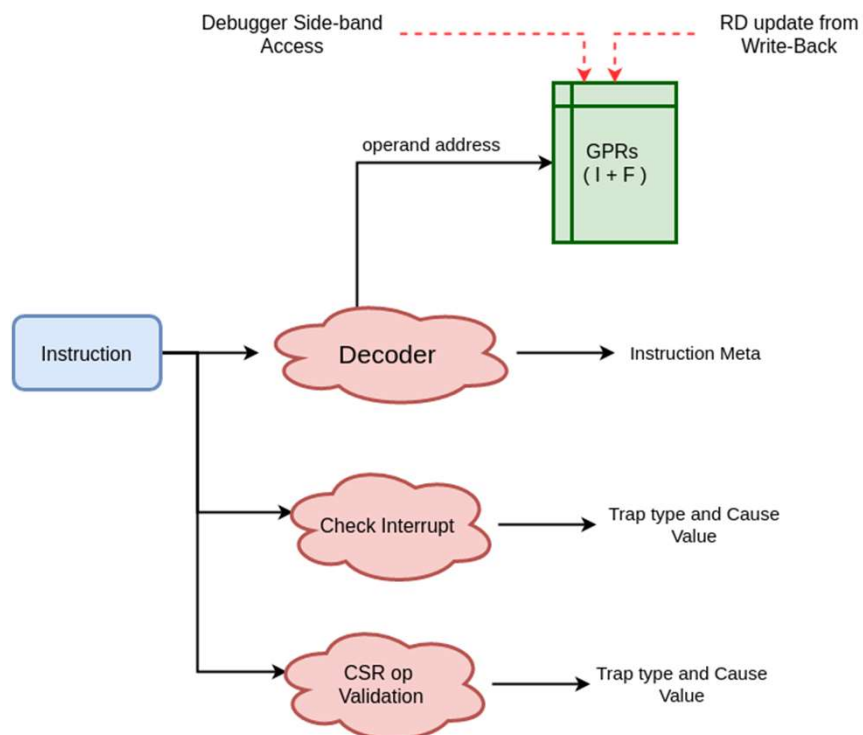 Debugger Side-band
Access
RD update from
Write-Back
operand address
GPRs
( I + F )
Instruction
Decoder
Instruction Meta
Check Interrupt
Trap type and Cause
Value
CSR op
Validation
Trap type and Cause
Value